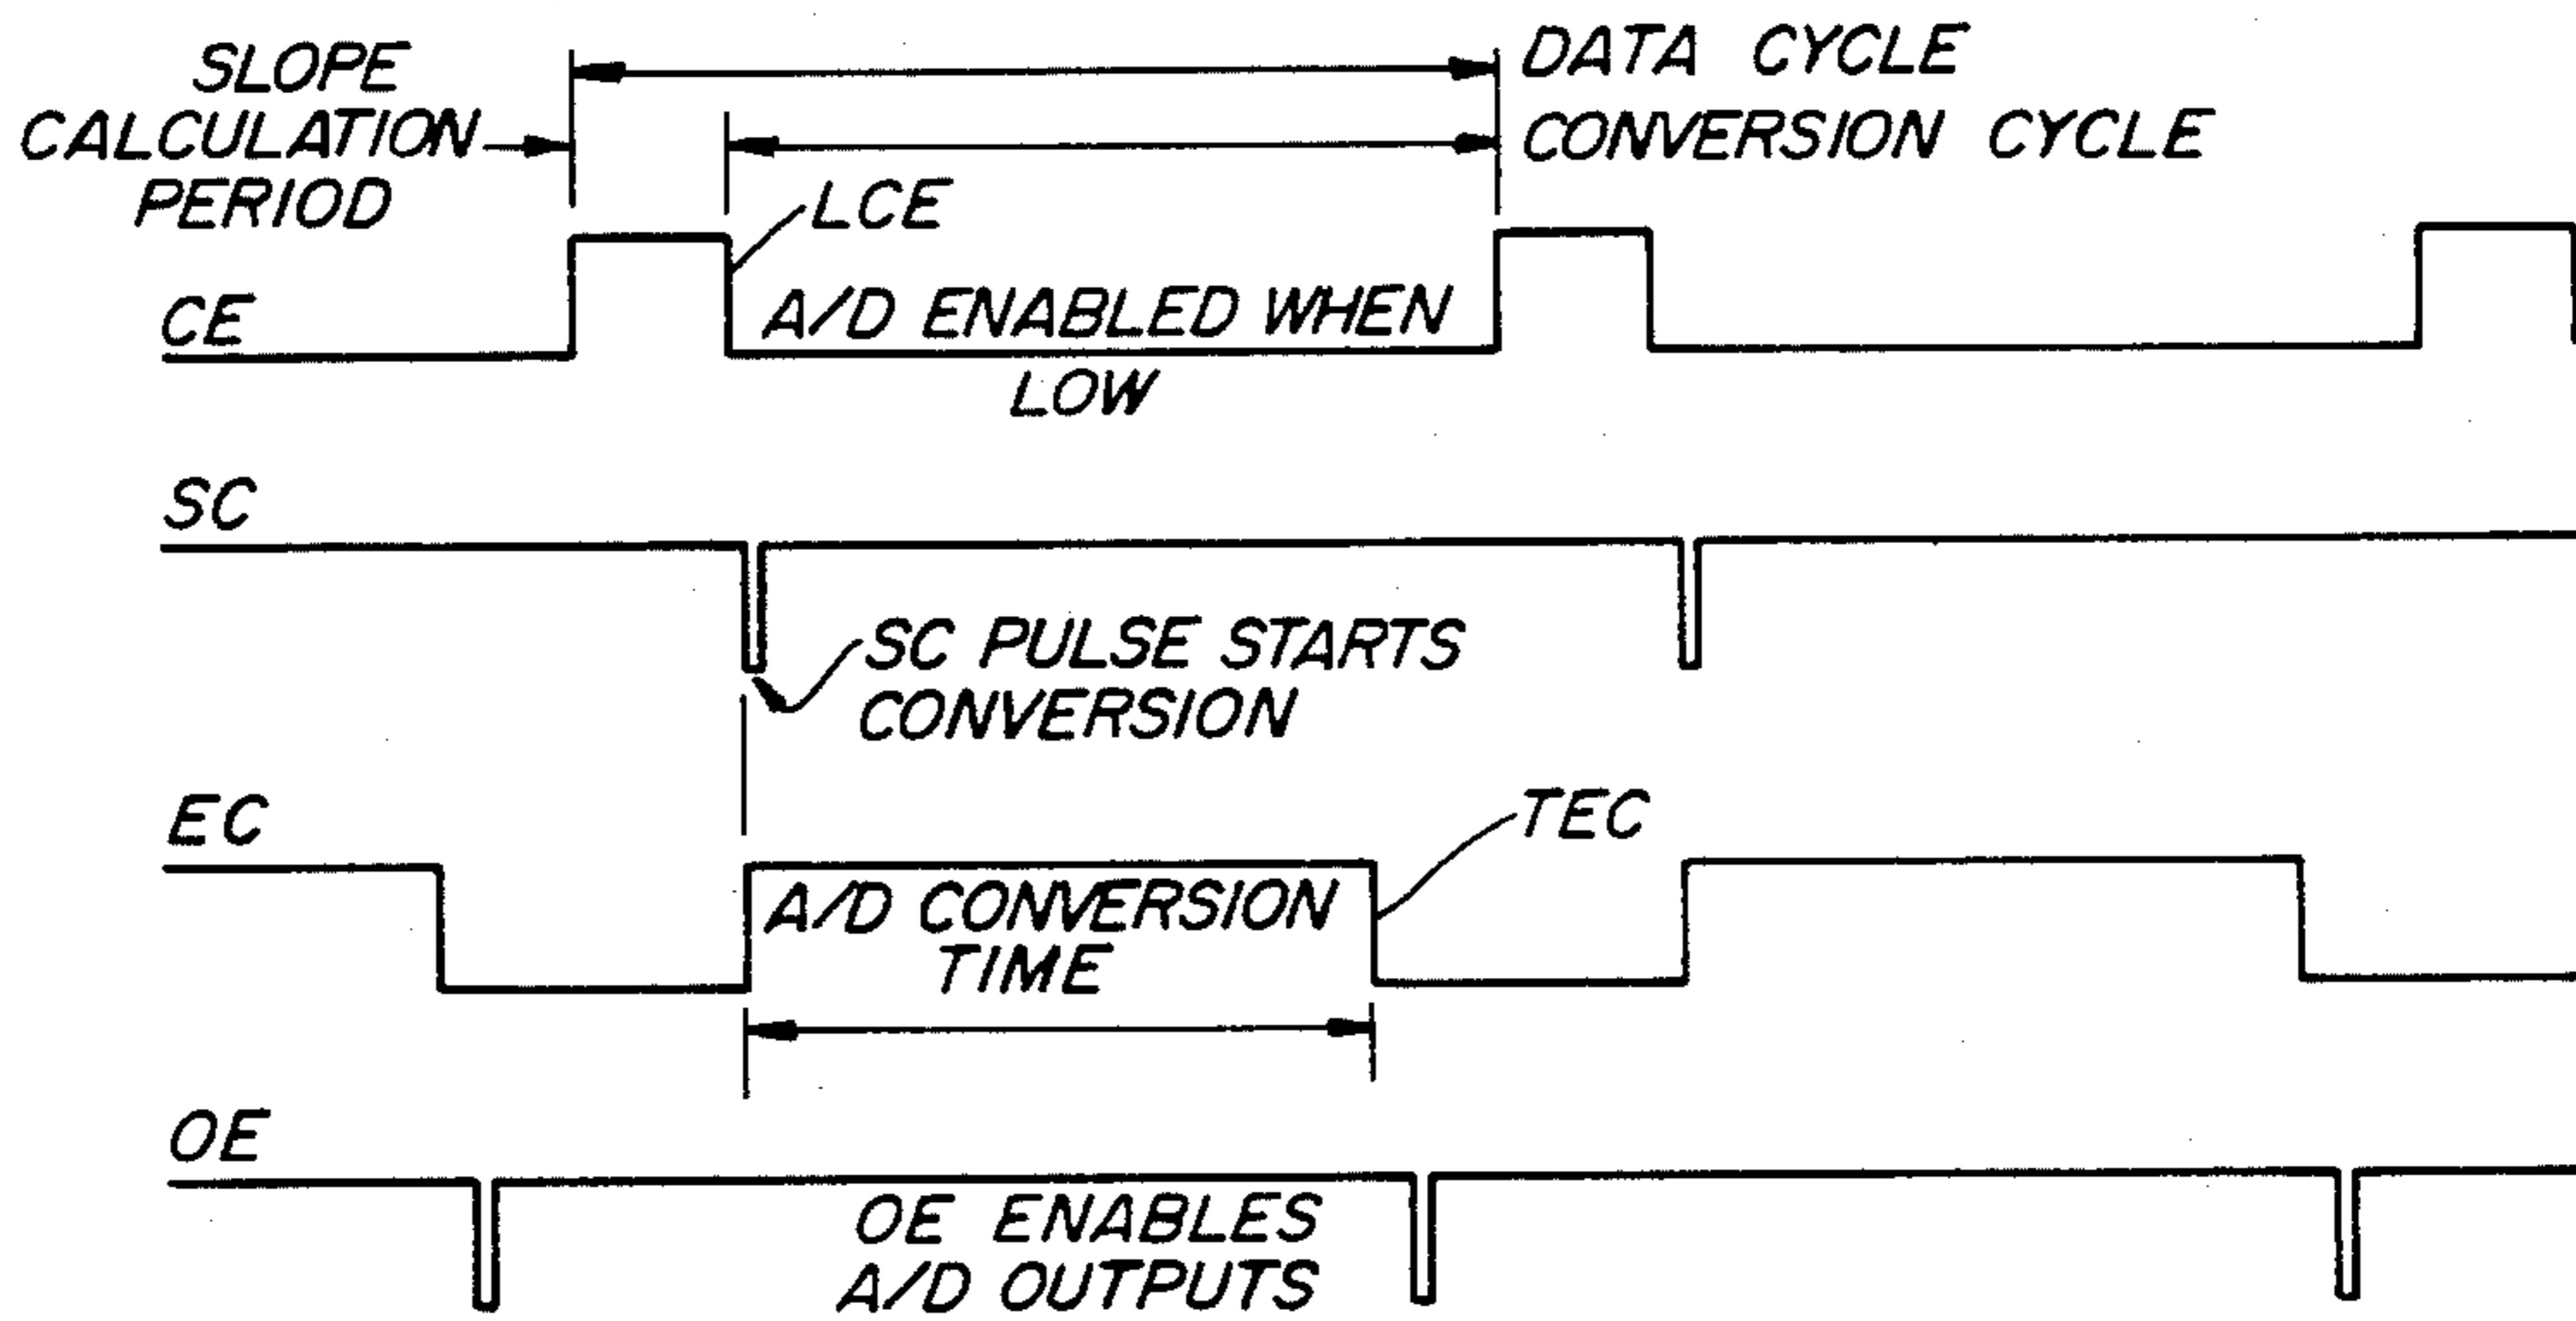 SLOPE
CALCULATION
PERIOD
DATA CYCLE
CONVERSION CYCLE
LCE
CE
A/D ENABLED WHEN
LOW
SC
SC PULSE STARTS
CONVERSION
EC
TEC
A/D CONVERSION
TIME
OE
OE ENABLES
A/D OUTPUTS